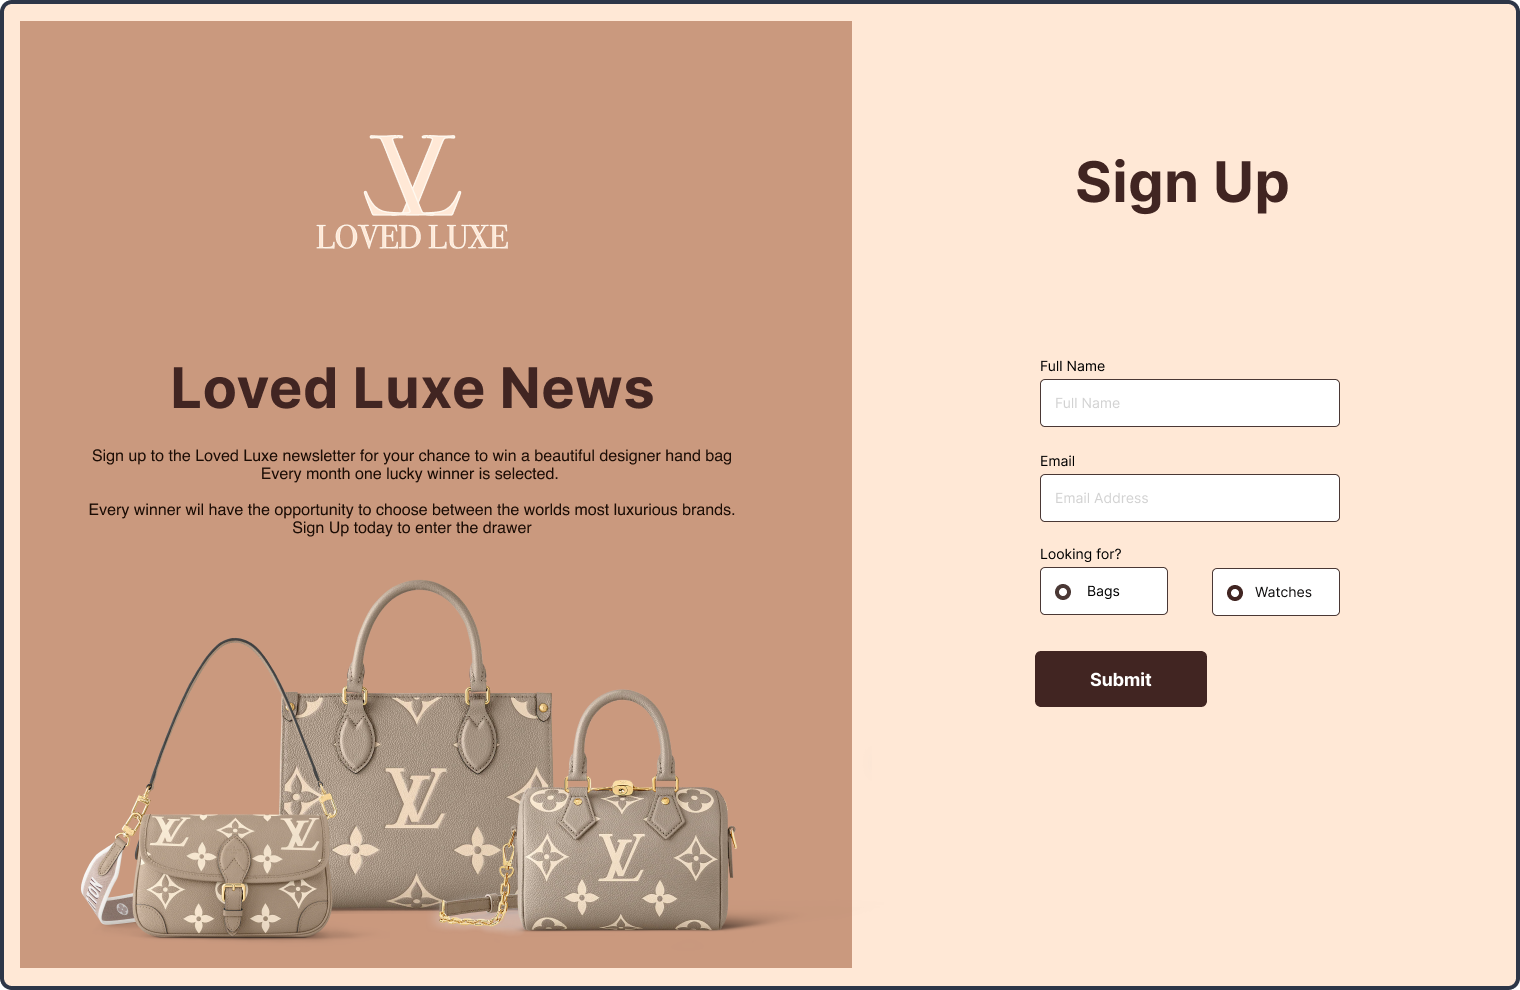 LOVED LUXE
Loved Luxe News
Sign up to the Loved Luxe newsletter for your chance to win a beautiful designer hand bag
Every month one lucky winner is selected.
Every winner wil have the opportunity to choose between the worlds most luxurious brands.
Sign Up today to enter the drawer
Sign Up
Full Name
Full Name
Email
Email Address
Looking for?
Bags
Watches
Submit